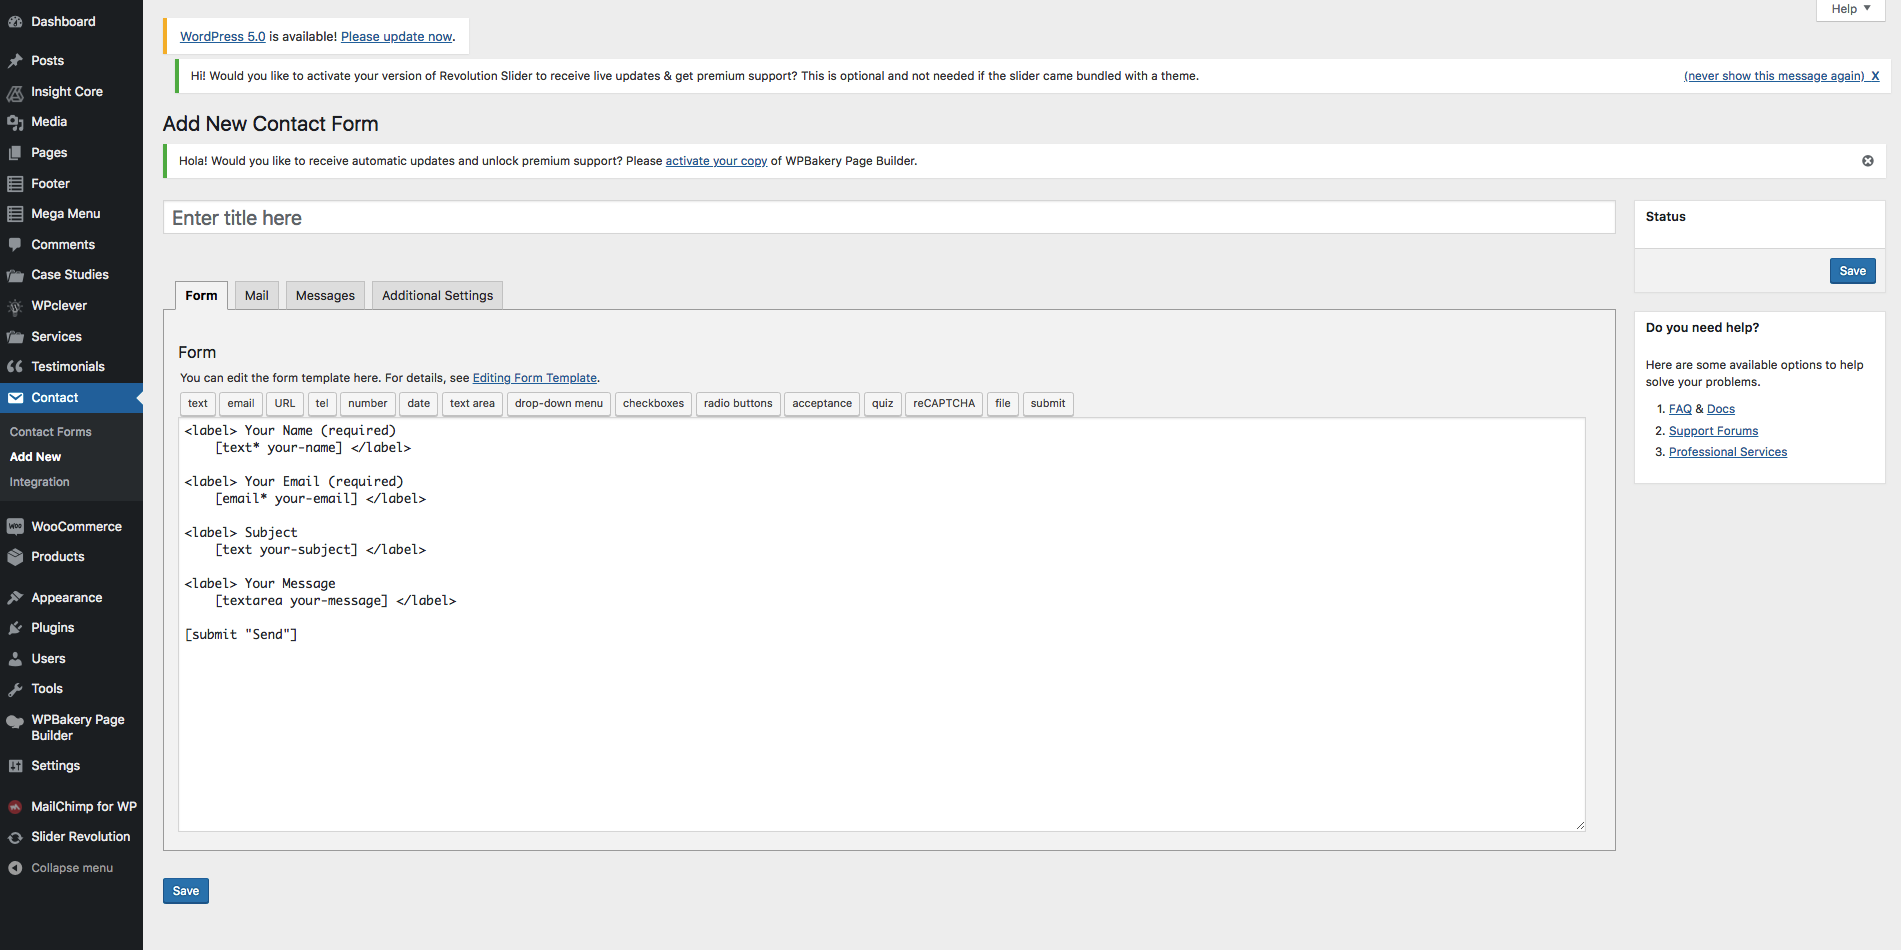 Dashboard
Posts
Insight Core
Media
Pages
Footer
Mega Menu
Comments
Case Studies
WPclever
Services
Testimonials
Contact
Contact Forms
Add New
Integration
WooCommerce
Products
Appearance
Plugins
Users
Tools
WPBakery Page
Builder
Settings
MailChimp for WP
Slider Revolution
Collapse menu
Help
WordPress 5.0 is available! Please update now.
Hi! Would you like to activate your version of Revolution Slider to receive live updates & get premium support? This is optional and not needed if the slider came bundled with a theme.
(never show this message again) X
Add New Contact Form
Hola! Would you like to receive automatic updates and unlock premium support? Please activate your copy of WPBakery Page Builder.
Enter title here
Form Mail Messages Additional Settings
Form
You can edit the form template here. For details, see Editing Form Template.
text email URL tel number date text area drop-down menu checkboxes radio buttons acceptance quiz reCAPTCHA file submit
<label> Your Name (required)
[text* your-name] </label>
<label> Your Email (required)
[email* your-email] </label>
<label> Subject
[text your-subject] </label>
<label> Your Message
[textarea your-message] </label>
[submit "Send"]
Save
Status
Save
Do you need help?
Here are some available options to help
solve your problems.
1. FAQ & Docs
2. Support Forums
3. Professional Services